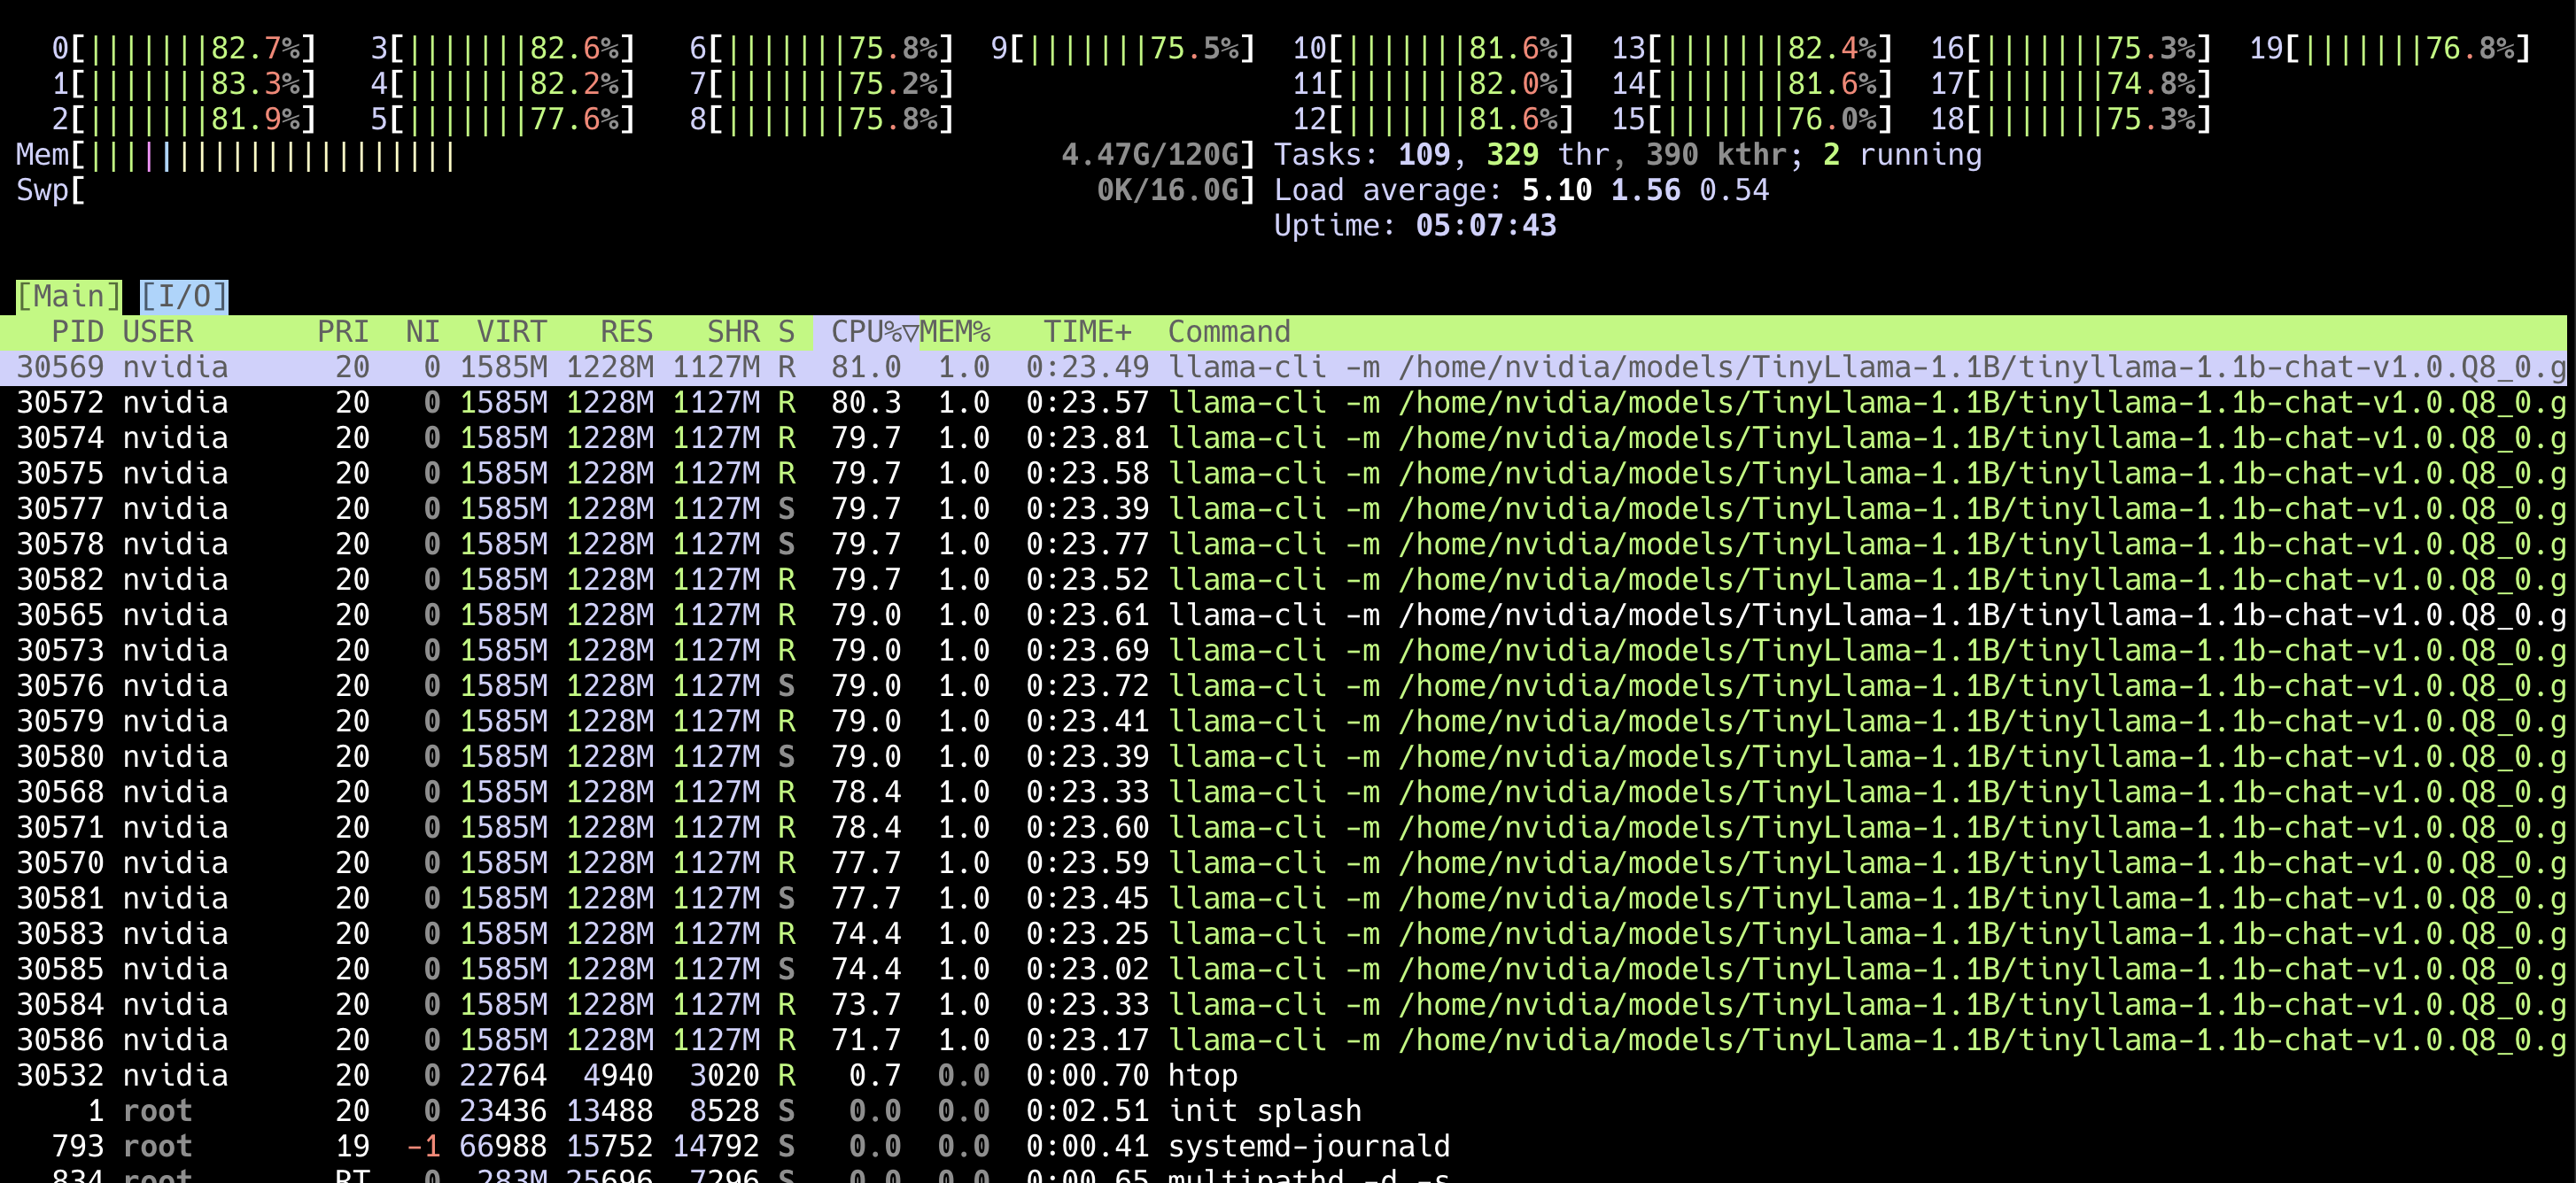 0[|||||||82.7%] 3[|||||||82.6%] 6[|||||||75.8%] 9[|||||||75.5%] 10[|||||||81.6%] 13[|||||||82.4%] 16[|||||||75.3%] 19[|||||||76.8%]
1[|||||||83.3%] 4[|||||||82.2%] 7[|||||||75.2%] 11[|||||||82.0%] 14[|||||||81.6%] 17[|||||||74.8%]
2[|||||||81.9%] 5[|||||||77.6%] 8[|||||||75.8%] 12[|||||||81.6%] 15[|||||||76.0%] 18[|||||||75.3%]
Mem[||||||||||||||||||||| 4.47G/120G] Tasks: 109, 329 thr, 390 kthr; 2 running
Swp[ 0K/16.0G] Load average: 5.10 1.56 0.54
Uptime: 05:07:43
[Main] [I/O]
PID USER PRI NI VIRT RES SHR S CPU%▽MEM% TIME+ Command
30569 nvidia 20 0 1585M 1228M 1127M R 81.0 1.0 0:23.49 llama-cli -m /home/nvidia/models/TinyLlama-1.1B/tinyllama-1.1b-chat-v1.0.Q8_0.g
30572 nvidia 20 0 1585M 1228M 1127M R 80.3 1.0 0:23.57 llama-cli -m /home/nvidia/models/TinyLlama-1.1B/tinyllama-1.1b-chat-v1.0.Q8_0.g
30574 nvidia 20 0 1585M 1228M 1127M R 79.7 1.0 0:23.81 llama-cli -m /home/nvidia/models/TinyLlama-1.1B/tinyllama-1.1b-chat-v1.0.Q8_0.g
30575 nvidia 20 0 1585M 1228M 1127M R 79.7 1.0 0:23.58 llama-cli -m /home/nvidia/models/TinyLlama-1.1B/tinyllama-1.1b-chat-v1.0.Q8_0.g
30577 nvidia 20 0 1585M 1228M 1127M S 79.7 1.0 0:23.39 llama-cli -m /home/nvidia/models/TinyLlama-1.1B/tinyllama-1.1b-chat-v1.0.Q8_0.g
30578 nvidia 20 0 1585M 1228M 1127M S 79.7 1.0 0:23.77 llama-cli -m /home/nvidia/models/TinyLlama-1.1B/tinyllama-1.1b-chat-v1.0.Q8_0.g
30582 nvidia 20 0 1585M 1228M 1127M R 79.7 1.0 0:23.52 llama-cli -m /home/nvidia/models/TinyLlama-1.1B/tinyllama-1.1b-chat-v1.0.Q8_0.g
30565 nvidia 20 0 1585M 1228M 1127M R 79.0 1.0 0:23.61 llama-cli -m /home/nvidia/models/TinyLlama-1.1B/tinyllama-1.1b-chat-v1.0.Q8_0.g
30573 nvidia 20 0 1585M 1228M 1127M R 79.0 1.0 0:23.69 llama-cli -m /home/nvidia/models/TinyLlama-1.1B/tinyllama-1.1b-chat-v1.0.Q8_0.g
30576 nvidia 20 0 1585M 1228M 1127M S 79.0 1.0 0:23.72 llama-cli -m /home/nvidia/models/TinyLlama-1.1B/tinyllama-1.1b-chat-v1.0.Q8_0.g
30579 nvidia 20 0 1585M 1228M 1127M R 79.0 1.0 0:23.41 llama-cli -m /home/nvidia/models/TinyLlama-1.1B/tinyllama-1.1b-chat-v1.0.Q8_0.g
30580 nvidia 20 0 1585M 1228M 1127M S 79.0 1.0 0:23.39 llama-cli -m /home/nvidia/models/TinyLlama-1.1B/tinyllama-1.1b-chat-v1.0.Q8_0.g
30568 nvidia 20 0 1585M 1228M 1127M R 78.4 1.0 0:23.33 llama-cli -m /home/nvidia/models/TinyLlama-1.1B/tinyllama-1.1b-chat-v1.0.Q8_0.g
30571 nvidia 20 0 1585M 1228M 1127M R 78.4 1.0 0:23.60 llama-cli -m /home/nvidia/models/TinyLlama-1.1B/tinyllama-1.1b-chat-v1.0.Q8_0.g
30570 nvidia 20 0 1585M 1228M 1127M R 77.7 1.0 0:23.59 llama-cli -m /home/nvidia/models/TinyLlama-1.1B/tinyllama-1.1b-chat-v1.0.Q8_0.g
30581 nvidia 20 0 1585M 1228M 1127M S 77.7 1.0 0:23.45 llama-cli -m /home/nvidia/models/TinyLlama-1.1B/tinyllama-1.1b-chat-v1.0.Q8_0.g
30583 nvidia 20 0 1585M 1228M 1127M R 74.4 1.0 0:23.25 llama-cli -m /home/nvidia/models/TinyLlama-1.1B/tinyllama-1.1b-chat-v1.0.Q8_0.g
30585 nvidia 20 0 1585M 1228M 1127M S 74.4 1.0 0:23.02 llama-cli -m /home/nvidia/models/TinyLlama-1.1B/tinyllama-1.1b-chat-v1.0.Q8_0.g
30584 nvidia 20 0 1585M 1228M 1127M R 73.7 1.0 0:23.33 llama-cli -m /home/nvidia/models/TinyLlama-1.1B/tinyllama-1.1b-chat-v1.0.Q8_0.g
30586 nvidia 20 0 1585M 1228M 1127M R 71.7 1.0 0:23.17 llama-cli -m /home/nvidia/models/TinyLlama-1.1B/tinyllama-1.1b-chat-v1.0.Q8_0.g
30532 nvidia 20 0 22764 4940 3020 R 0.7 0.0 0:00.70 htop
1 root 20 0 23436 13488 8528 S 0.0 0.0 0:02.51 init splash
793 root 19 -1 66988 15752 14792 S 0.0 0.0 0:00.41 systemd-journald
834 root RT 0 283M 25696 7296 S 0.0 0.0 0:00.65 multipathd -d -s